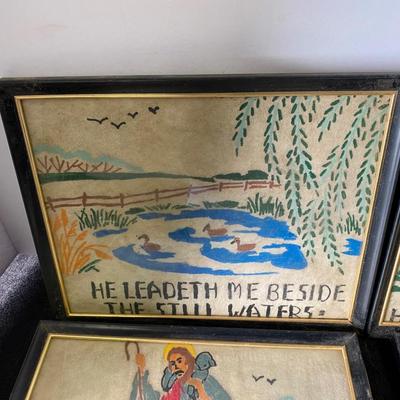 HE LEADETH ME BESIDE
THE STILL WATERS: